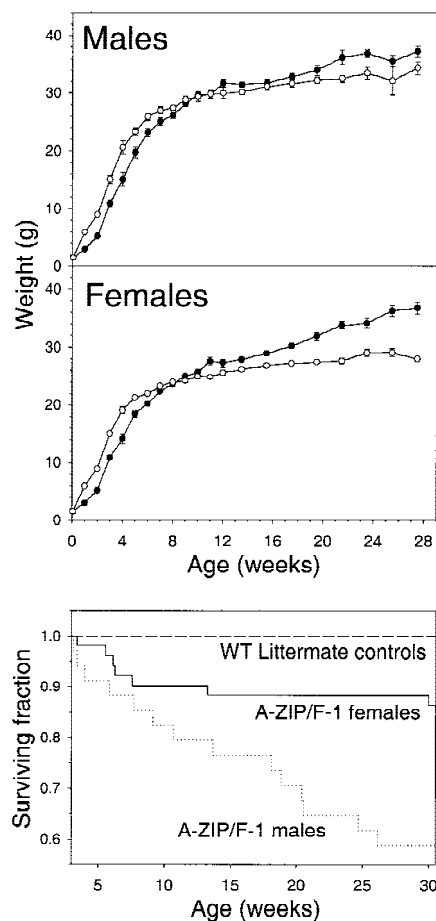 Males
40
30
20
10
0
Weight (g)
Females
40
30
20
10
0
0 4 8 12 16 20 24 28
Age (weeks)
1.0
0.9
0.8
0.7
0.6
Surviving fraction
WT Littermate controls
A-ZIP/F-1 females
A-ZIP/F-1 males
5 10 15 20 25 30
Age (weeks)